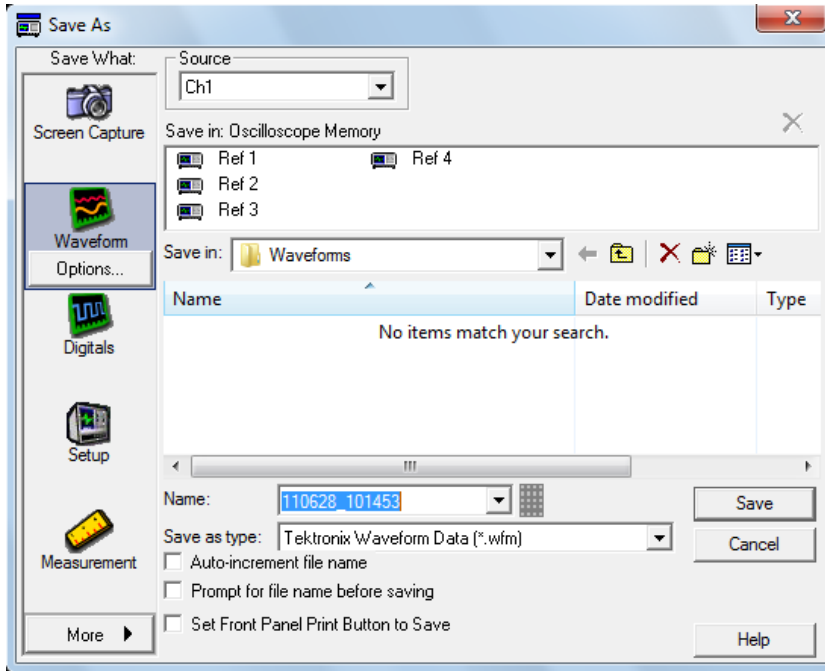 Save As
Save What:
Screen Capture
Waveform
Options...
Digitals
Setup
Measurement
More
Source
Ch1
Save in: Oscilloscope Memory
Ref 1 Ref 4
Ref 2
Ref 3
Save in: Waveforms
Name Date modified Type
No items match your search.
Name: 110628_101453
Save
Save as type: Tektronix Waveform Data (*.wfm)
Cancel
Auto-increment file name
Prompt for file name before saving
Set Front Panel Print Button to Save
Help